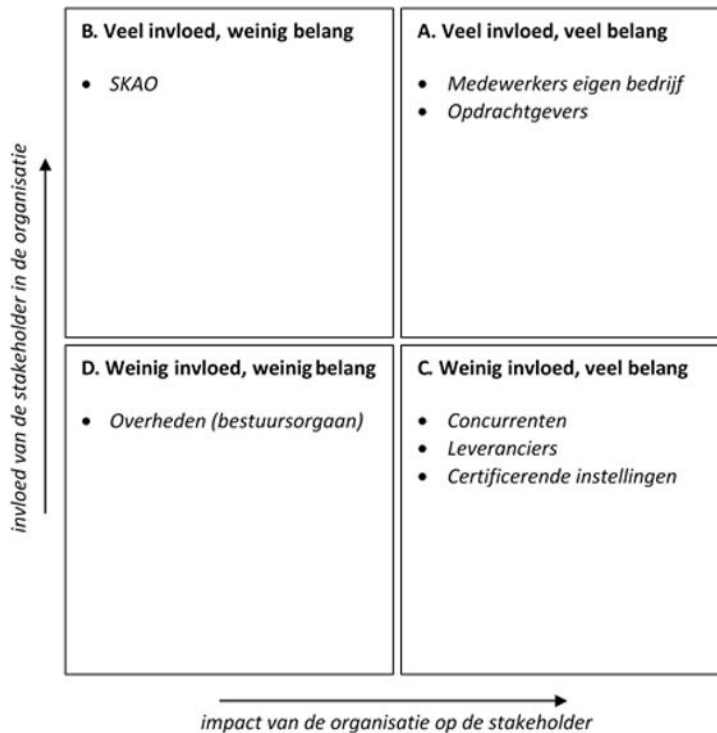 B. Veel invloed, weinig belang
• SKAO
A. Veel invloed, veel belang
• Medewerkers eigen bedrijf
• Opdrachtgevers
invloed van de stakeholder in de organisatie
D. Weinig invloed, weinig belang
• Overheden (bestuursorgaan)
C. Weinig invloed, veel belang
• Concurrenten
• Leveranciers
• Certificerende instellingen
impact van de organisatie op de stakeholder